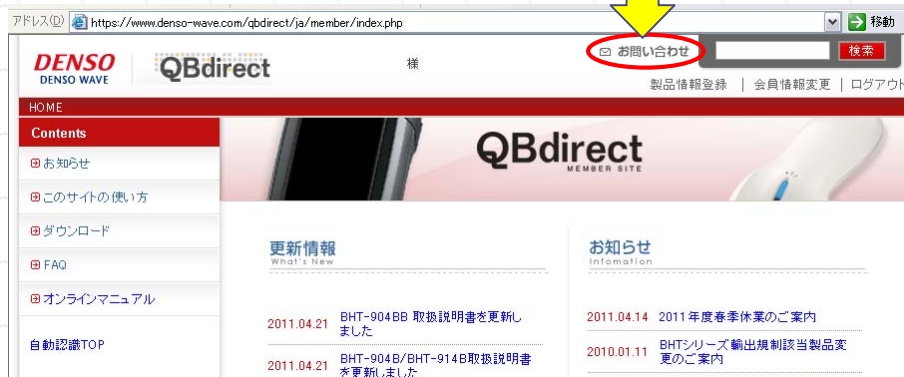 アドレス(D) https://www.denso-wave.com/qbdirect/ja/member/index.php 移動
DENSO
DENSO WAVE
QBdirect
様
お問い合わせ
検索
製品情報登録 | 会員情報変更 | ログアウト
HOME
Contents
お知らせ
このサイトの使い方
ダウンロード
FAQ
オンラインマニュアル
自動認識TOP
QBdirect
MEMBER SITE
更新情報
What's New
2011.04.21 BHT-904BB 取扱説明書を更新し
ました
2011.04.21 BHT-904B/BHT-914B取扱説明書
を更新しました
お知らせ
Infomation
2011.04.14 2011年度春季休業のご案内
2010.01.11 BHTシリーズ輸出規制該当製品変
更のご案内